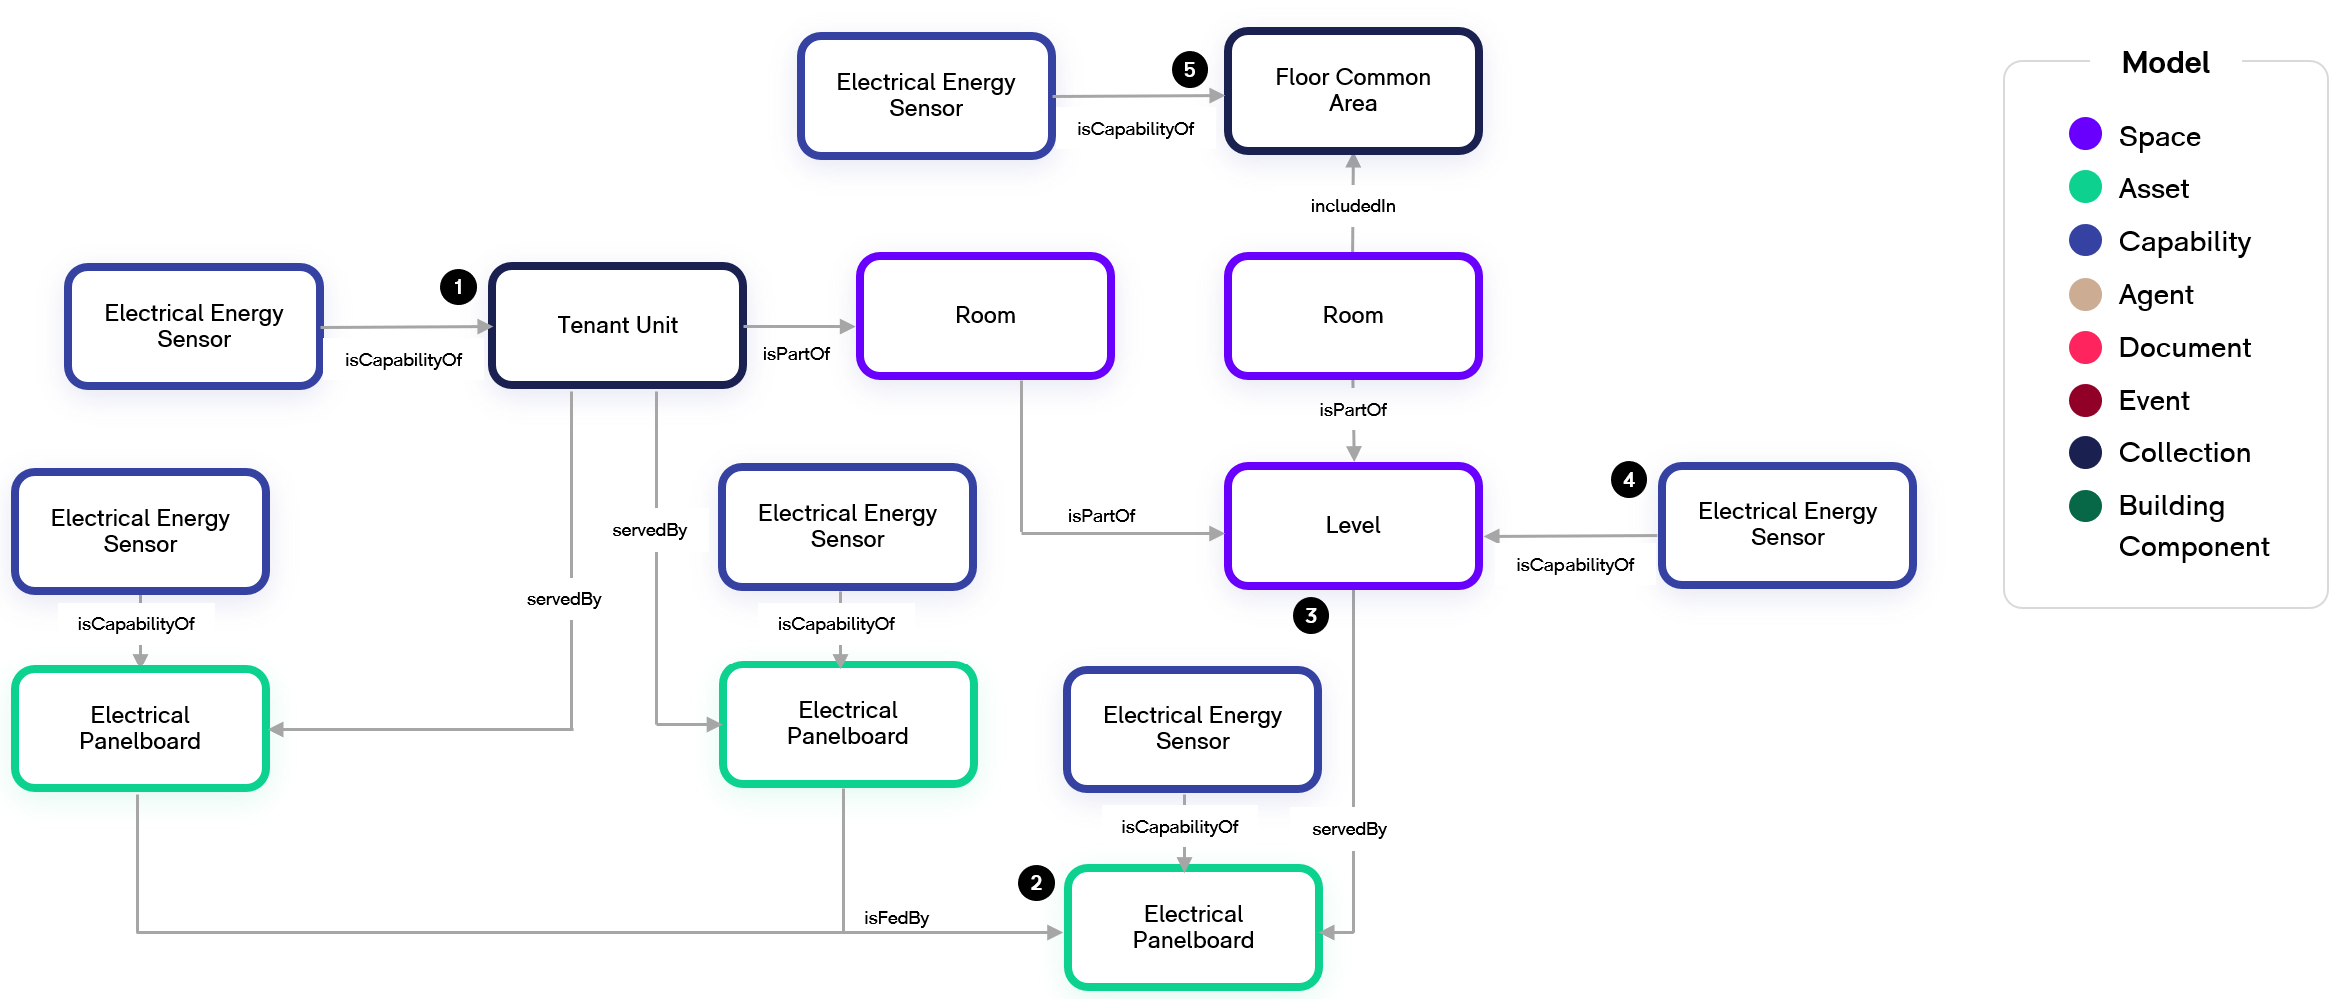 Electrical Energy
Sensor
5
isCapabilityOf
Floor Common
Area
includedIn
Electrical Energy
Sensor
1
isCapabilityOf
Tenant Unit
isPartOf
Room
Room
isPartOf
Electrical Energy
Sensor
isCapabilityOf
servedBy
servedBy
Electrical Energy
Sensor
isCapabilityOf
isPartOf
Level
4
isCapabilityOf
Electrical Energy
Sensor
3
Electrical
Panelboard
Electrical
Panelboard
Electrical Energy
Sensor
isCapabilityOf
servedBy
isFedBy
2
Electrical
Panelboard
Model
Space
Asset
Capability
Agent
Document
Event
Collection
Building
Component